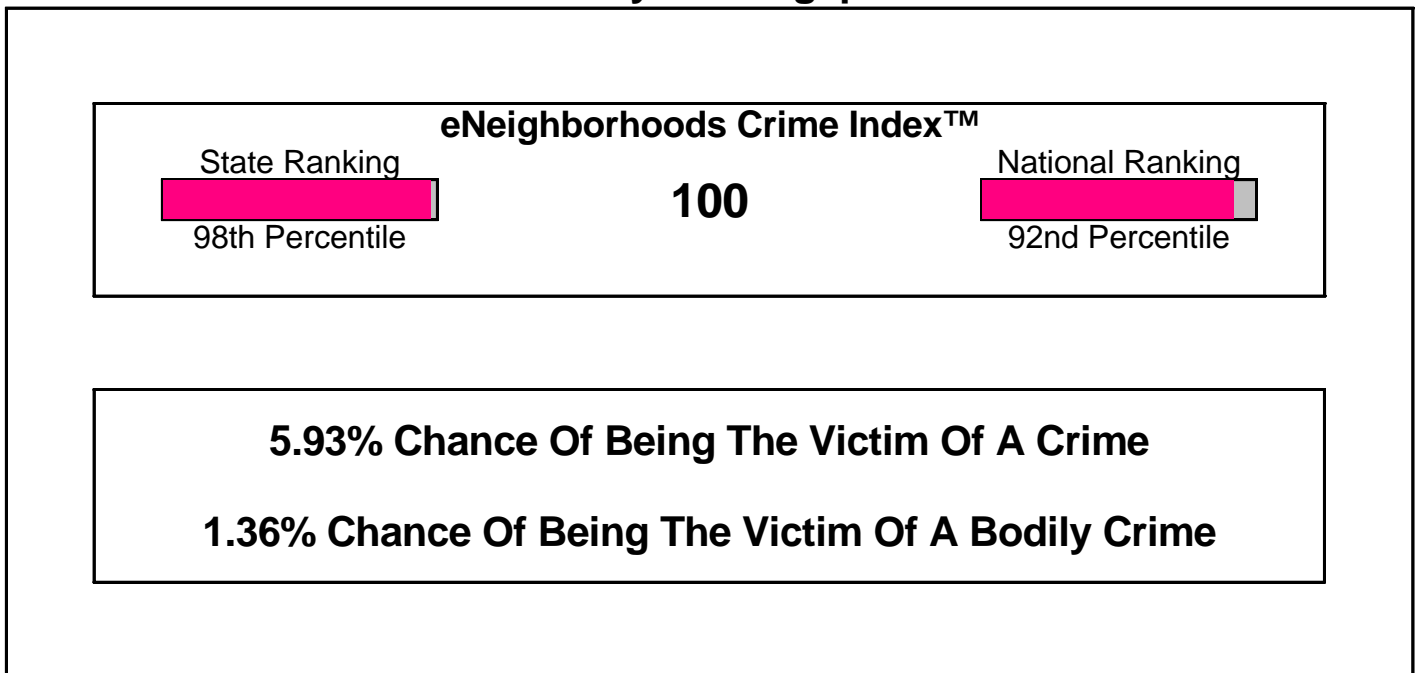 eNeighborhoods Crime Index™
State Ranking
98th Percentile
100
National Ranking
92nd Percentile
5.93% Chance Of Being The Victim Of A Crime
1.36% Chance Of Being The Victim Of A Bodily Crime